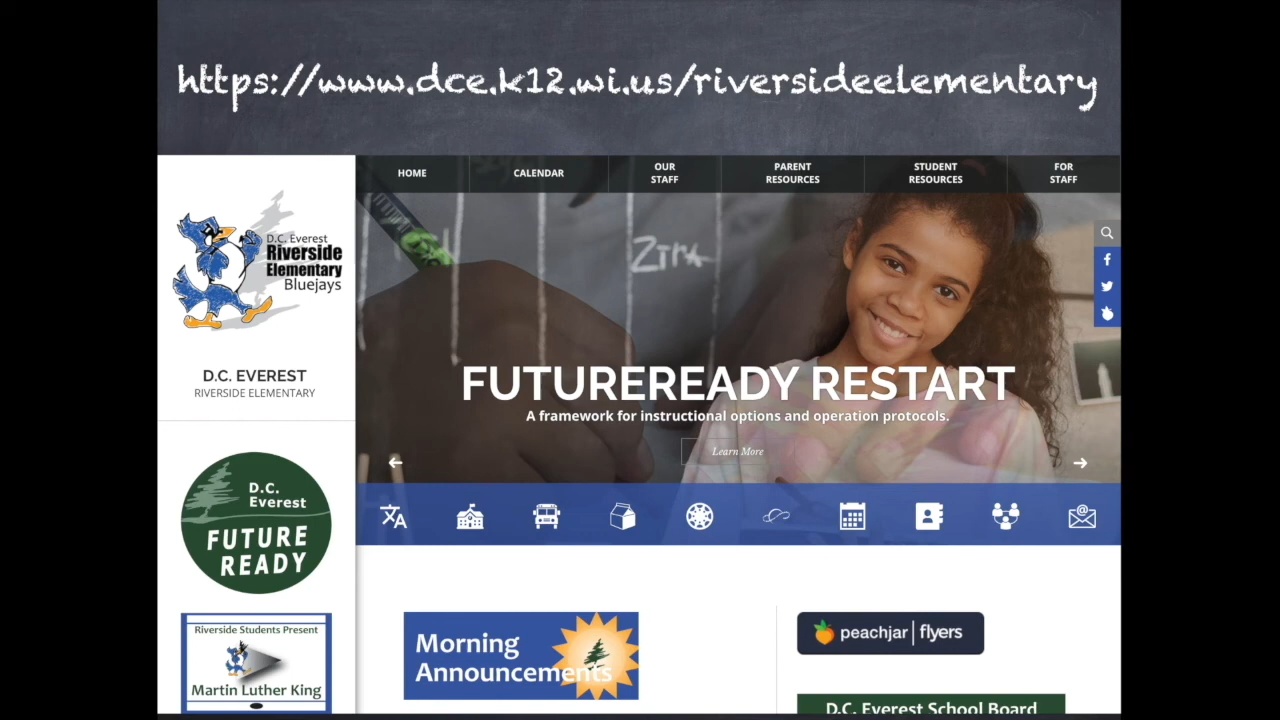 https://www.dce.k12.wi.us/riversideelementary
HOME
CALENDAR
OUR
STAFF
PARENT
RESOURCES
STUDENT
RESOURCES
FOR
STAFF
D.C. Everest
Riverside
Elementary
Bluejays
D.C. EVEREST
RIVERSIDE ELEMENTARY
FUTUREREADY RESTART
A framework for instructional options and operation protocols.
Learn More
D.C.
Everest
FUTURE
READY
Riverside Students Present
Martin Luther King
Morning
Announcements
peachjar | flyers
D.C. Everest School Board